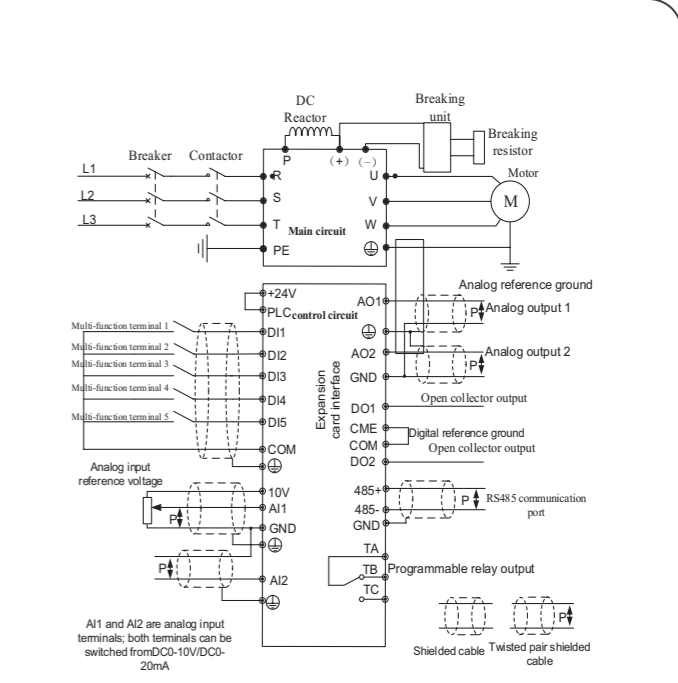 DC
Reactor
Breaking
unit
Breaking
resistor
Breaker
Contactor
P
(+)
(-)
Motor
L1
R
U
L2
S
V
M
L3
T
W
Main circuit
PE
Analog reference ground
+24V
AO1
Analog output 1
P
PLC
control circuit
Multi-function terminal 1
DI1
Multi-function terminal 2
DI2
AO2
Analog output 2
P
Multi-function terminal 3
DI3
GND
Multi-function terminal 4
DI4
Expansion
card interface
DO1
Open collector output
Multi-function terminal 5
DI5
CME
Digital reference ground
COM
COM
Open collector output
DO2
Analog input
reference voltage
10V
485+
AI1
P
RS485 communication
port
P
485-
GND
GND
TA
P
AI2
TB
Programmable relay output
TC
AI1 and AI2 are analog input
terminals; both terminals can be
switched fromDC0-10V/DC0-
20mA
P
Shielded cable
Twisted pair shielded
cable